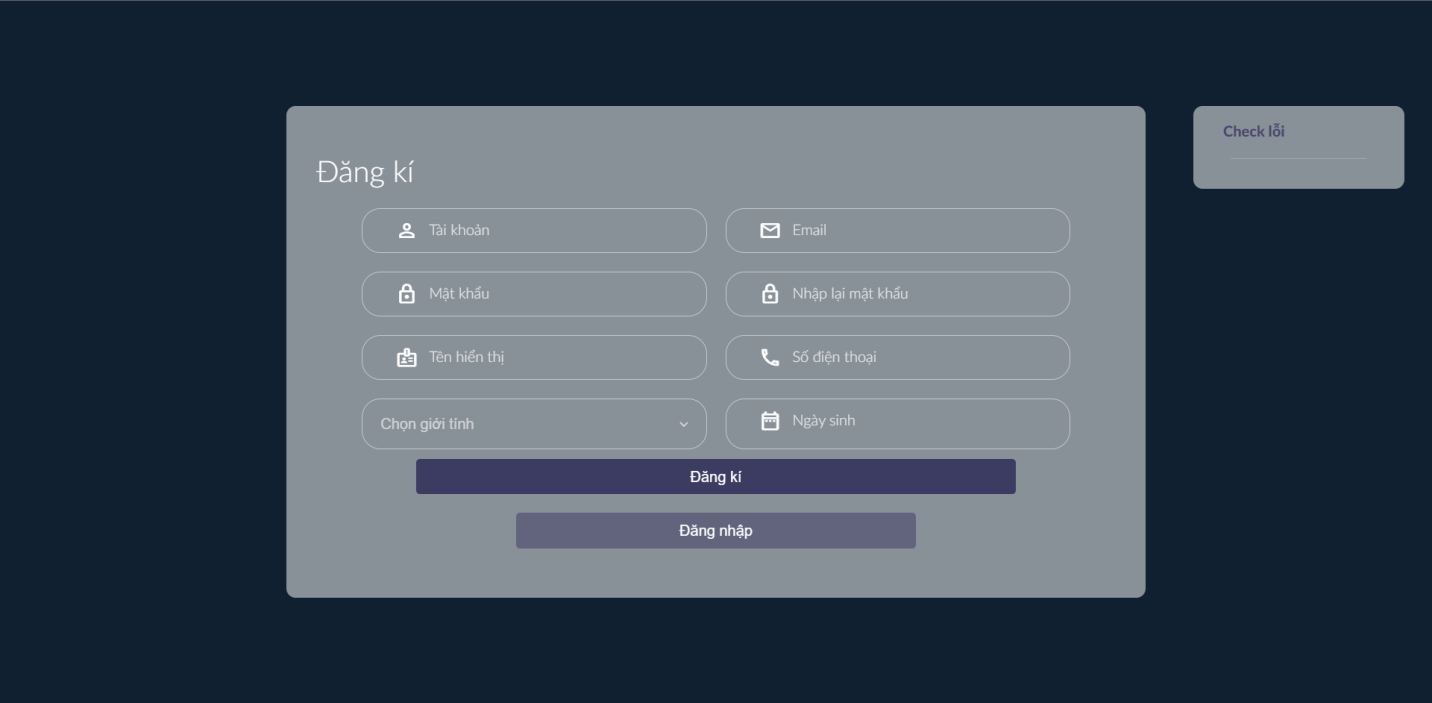 Đăng kí
Tài khoản
Email
Mật khẩu
Nhập lại mật khẩu
Tên hiển thị
Số điện thoại
Chọn giới tính
Ngày sinh
Đăng kí
Đăng nhập
Check lỗi